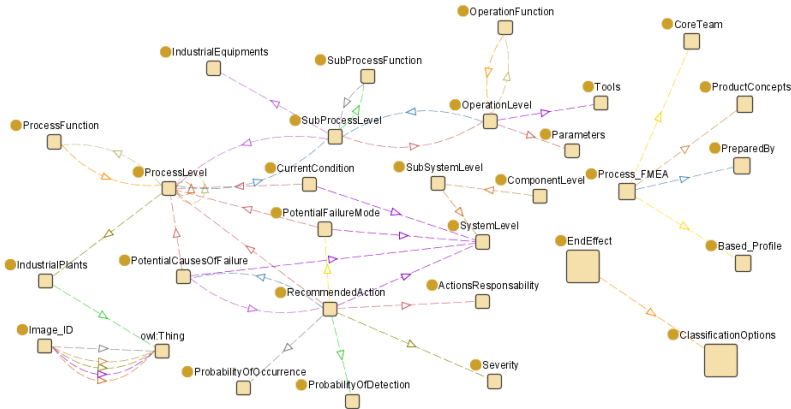 OperationFunction
CoreTeam
IndustrialEquipments
SubProcessFunction
Tools
ProductConcepts
OperationLevel
SubProcessLevel
ProcessFunction
Parameters
PreparedBy
ProcessLevel
CurrentCondition
SubSystemLevel
ComponentLevel
Process_FMEA
PotentialFailureMode
SystemLevel
EndEffect
Based_Profile
IndustrialPlants
PotentialCausesOfFailure
RecommendedAction
ActionsResponsability
Image_ID
owl:Thing
ClassificationOptions
ProbabilityOfOccurrence
Severity
ProbabilityOfDetection